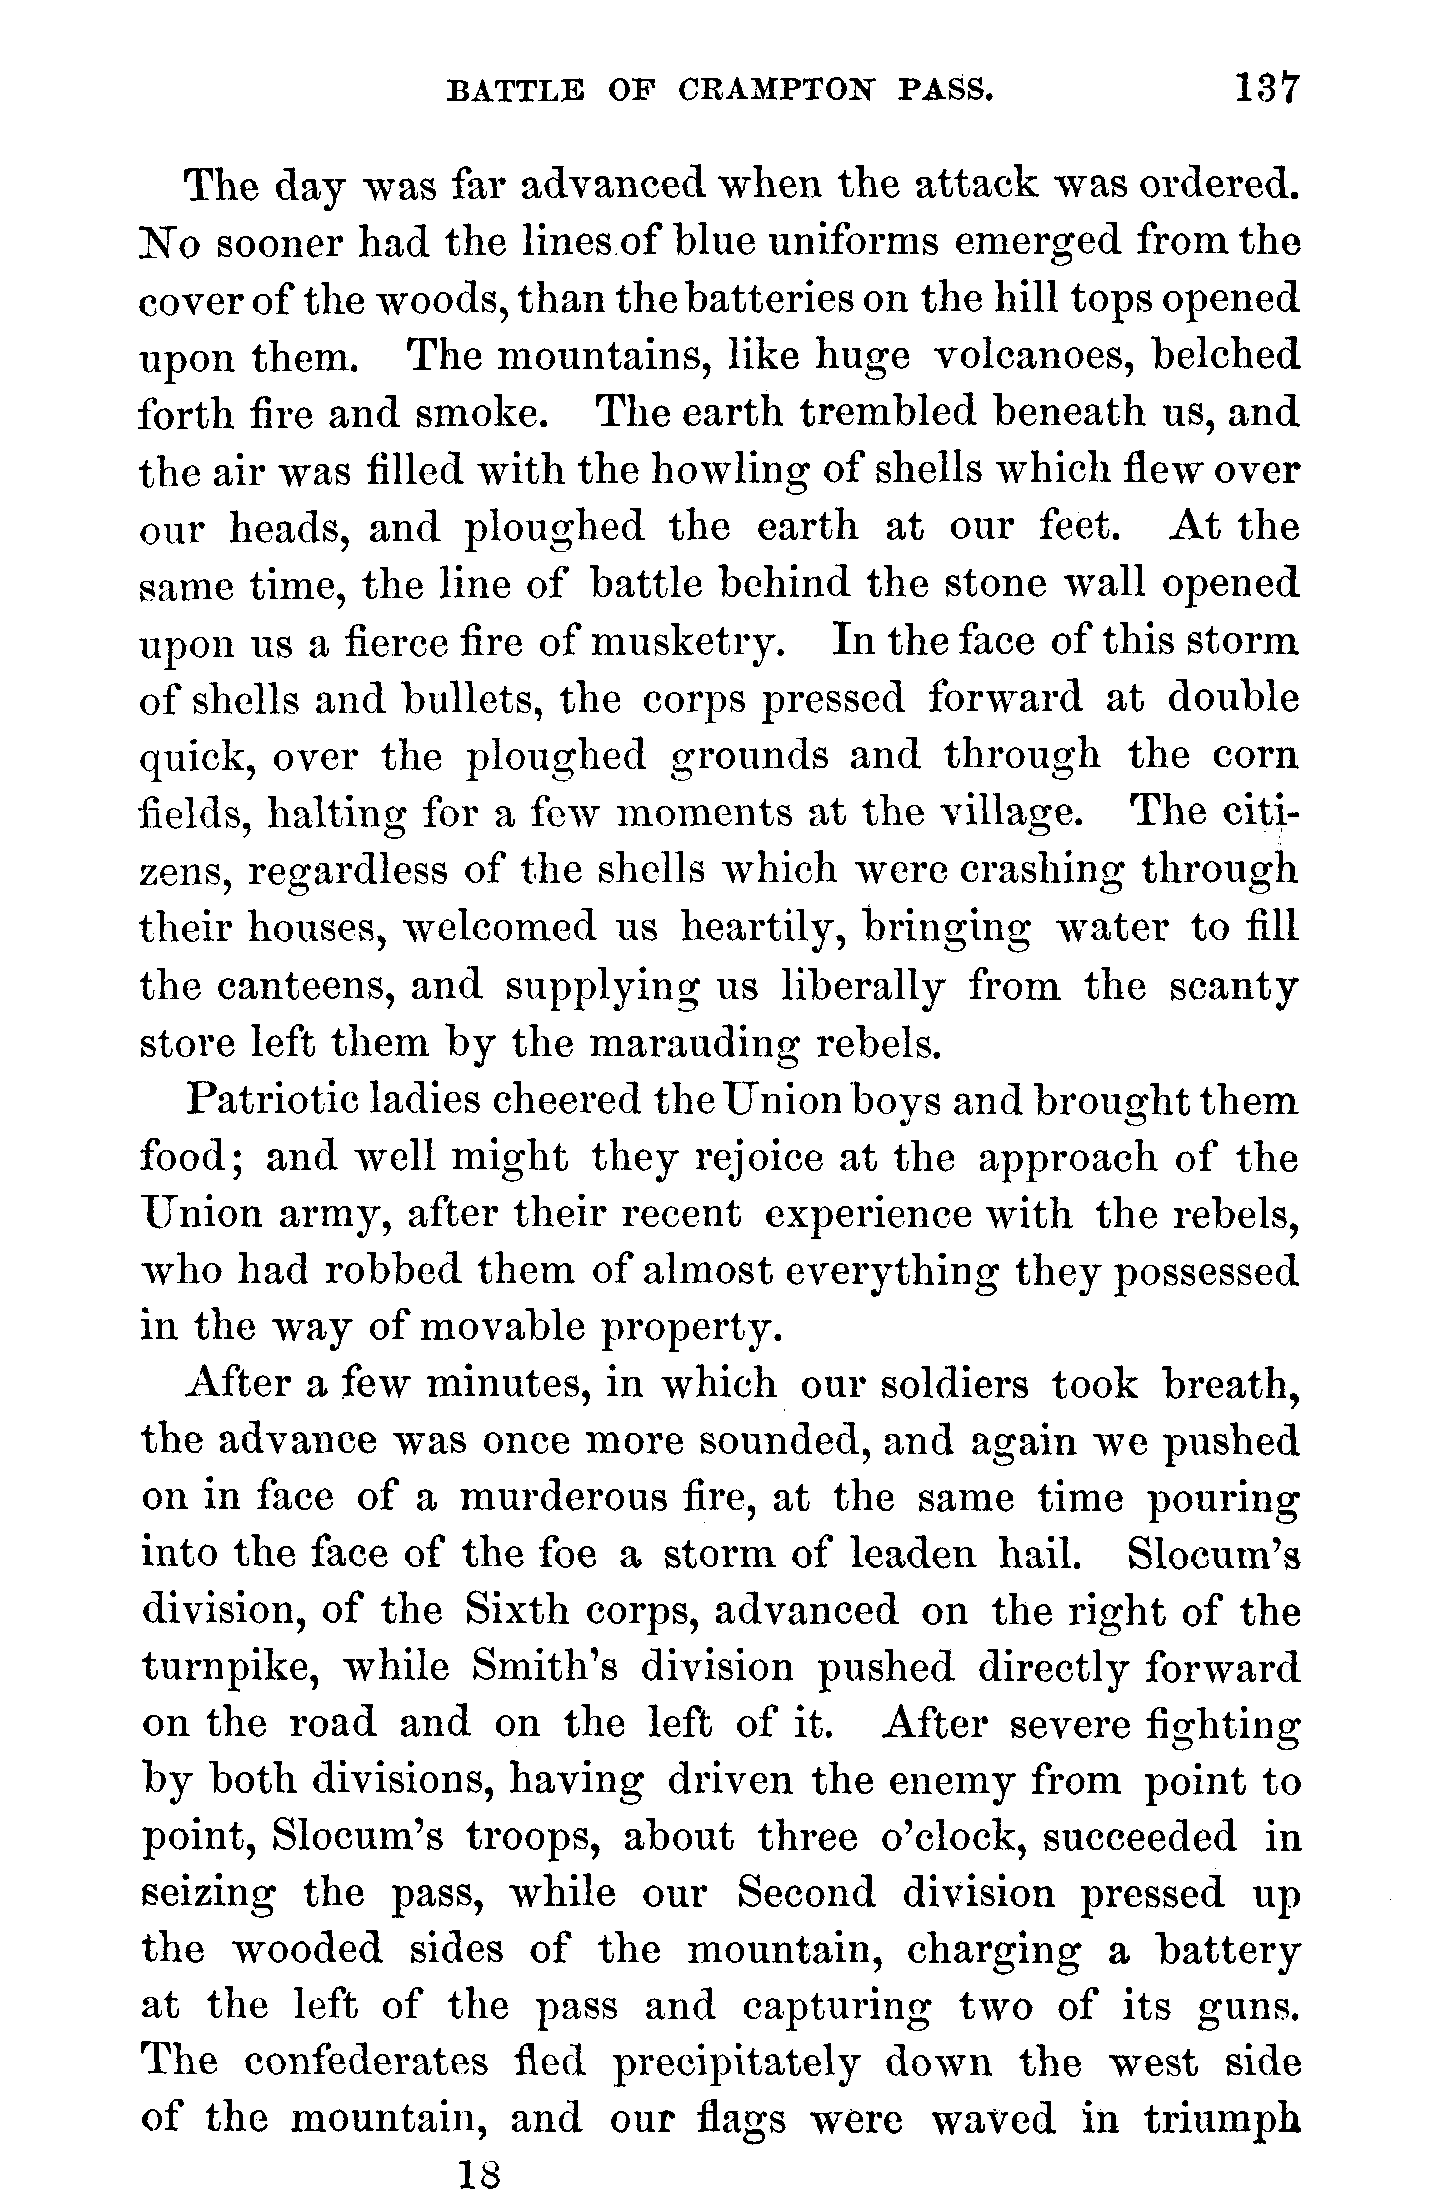 BATTLE OF CRAMPTON PASS. 137
The day was far advanced when the attack was ordered.
No sooner had the lines of blue uniforms emerged from the
cover of the woods, than the batteries on the hill tops opened
upon them. The mountains, like huge volcanoes, belched
forth fire and smoke. The earth trembled beneath us, and
the air was filled with the howling of shells which flew over
our heads, and ploughed the earth at our feet. At the
same time, the line of battle behind the stone wall opened
upon us a fierce fire of musketry. In the face of this storm
of shells and bullets, the corps pressed forward at double
quick, over the ploughed grounds and through the corn
fields, halting for a few moments at the village. The citi-
zens, regardless of the shells which were crashing through
their houses, welcomed us heartily, bringing water to fill
the canteens, and supplying us liberally from the scanty
store left them by the marauding rebels.
Patriotic ladies cheered the Union boys and brought them
food; and well might they rejoice at the approach of the
Union army, after their recent experience with the rebels,
who had robbed them of almost everything they possessed
in the way of movable property.
After a few minutes, in which our soldiers took breath,
the advance was once more sounded, and again we pushed
on in face of a murderous fire, at the same time pouring
into the face of the foe a storm of leaden hail. Slocum's
division, of the Sixth corps, advanced on the right of the
turnpike, while Smith's division pushed directly forward
on the road and on the left of it. After severe fighting
by both divisions, having driven the enemy from point to
point, Slocum's troops, about three o'clock, succeeded in
seizing the pass, while our Second division pressed up
the wooded sides of the mountain, charging a battery
at the left of the pass and capturing two of its guns.
The confederates fled precipitately down the west side
of the mountain, and our flags were waved in triumph
18